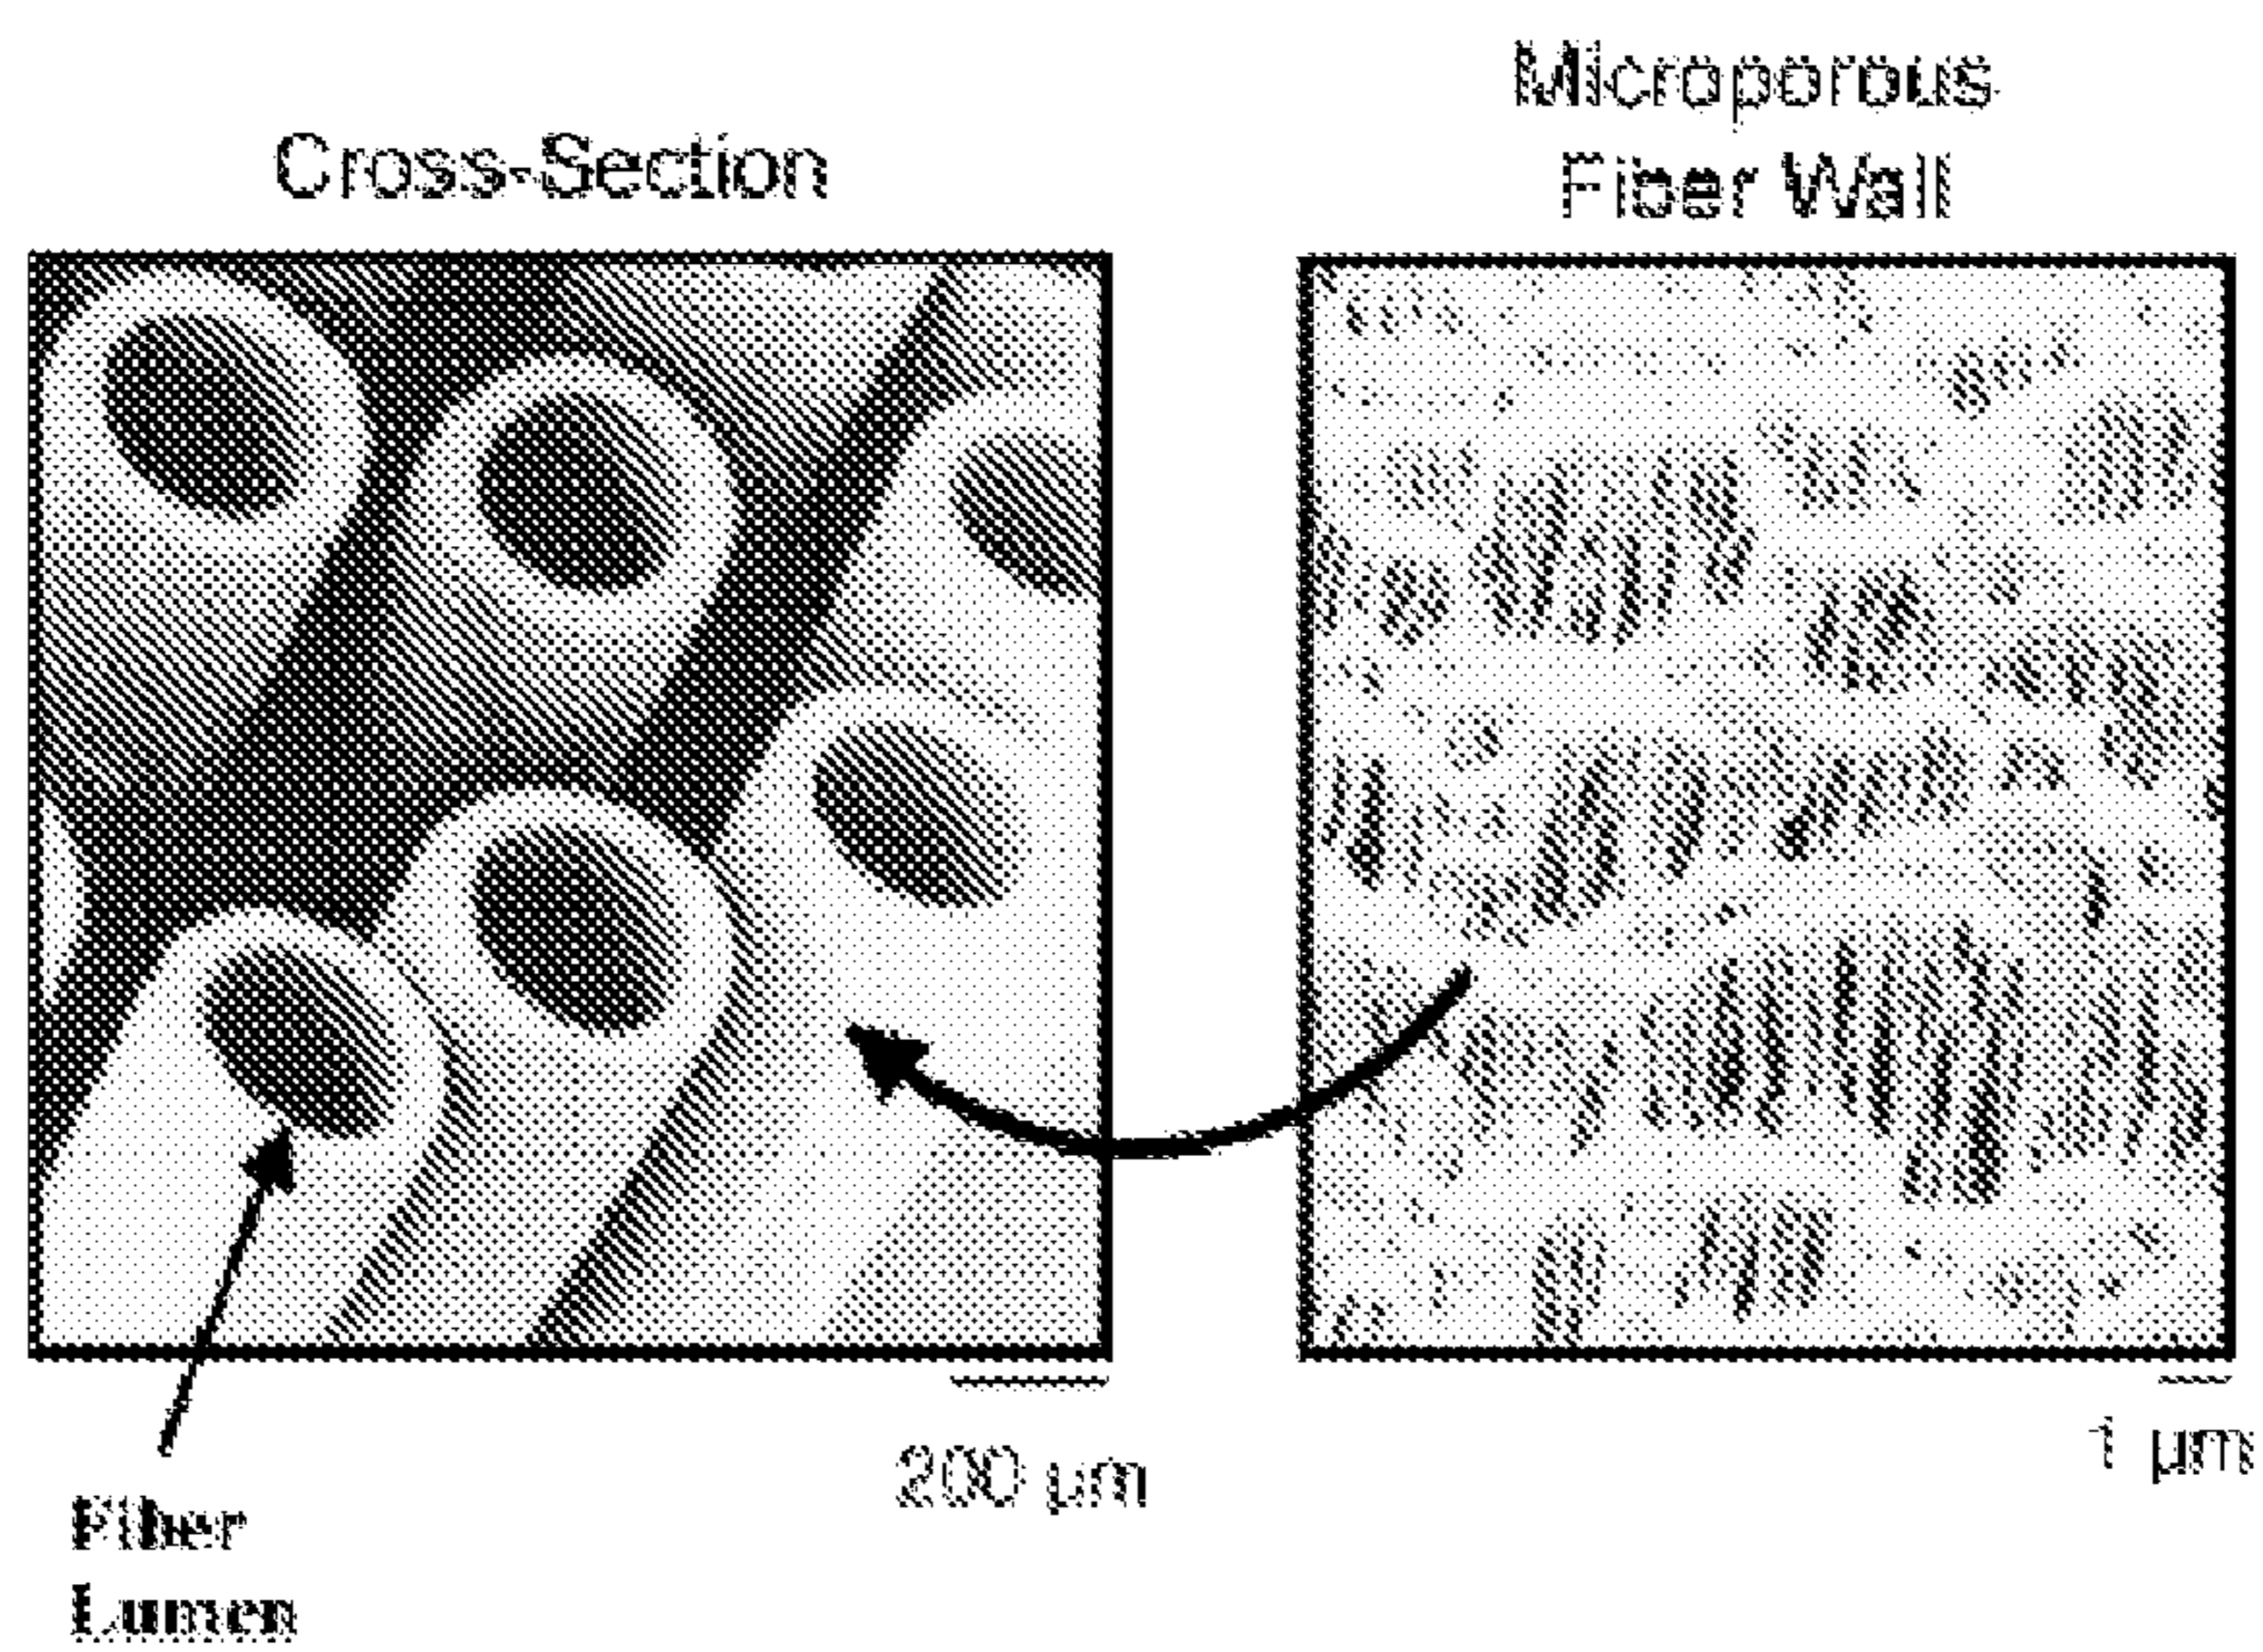 Cross-Section
Microporous
Fiber Wall
200 µm
1 µm
Fiber
Lumen